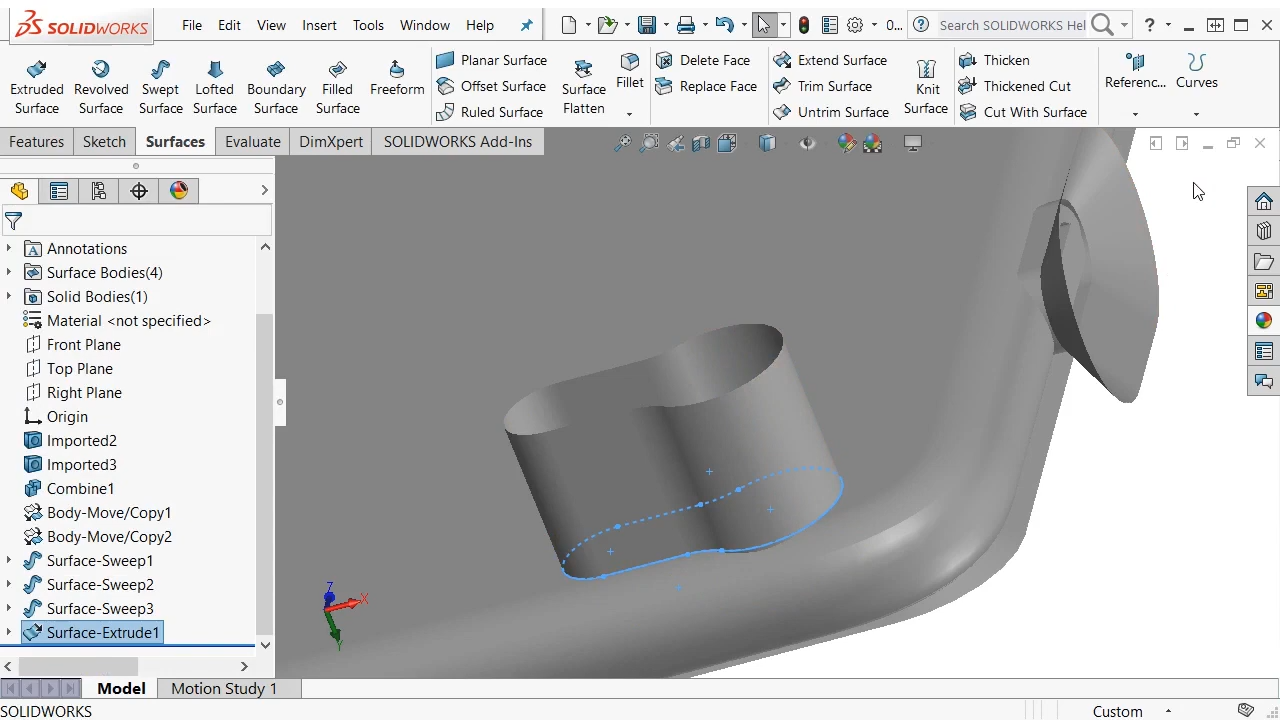 SOLIDWORKS File Edit View Insert Tools Window Help 0... Search SOLIDWORKS Hel ?
Extruded Surface
Revolved Surface
Swept Surface
Lofted Surface
Boundary Surface
Filled Surface
Freeform
Planar Surface
Offset Surface
Ruled Surface
Surface Flatten
Fillet
Delete Face
Replace Face
Extend Surface
Trim Surface
Untrim Surface
Knit Surface
Thicken
Thickened Cut
Cut With Surface
Referenc...
Curves
Features Sketch Surfaces Evaluate DimXpert SOLIDWORKS Add-Ins
Annotations
Surface Bodies(4)
Solid Bodies(1)
Material <not specified>
Front Plane
Top Plane
Right Plane
Origin
Imported2
Imported3
Combine1
Body-Move/Copy1
Body-Move/Copy2
Surface-Sweep1
Surface-Sweep2
Surface-Sweep3
Surface-Extrude1
Z
X
Y
Model Motion Study 1
SOLIDWORKS Custom